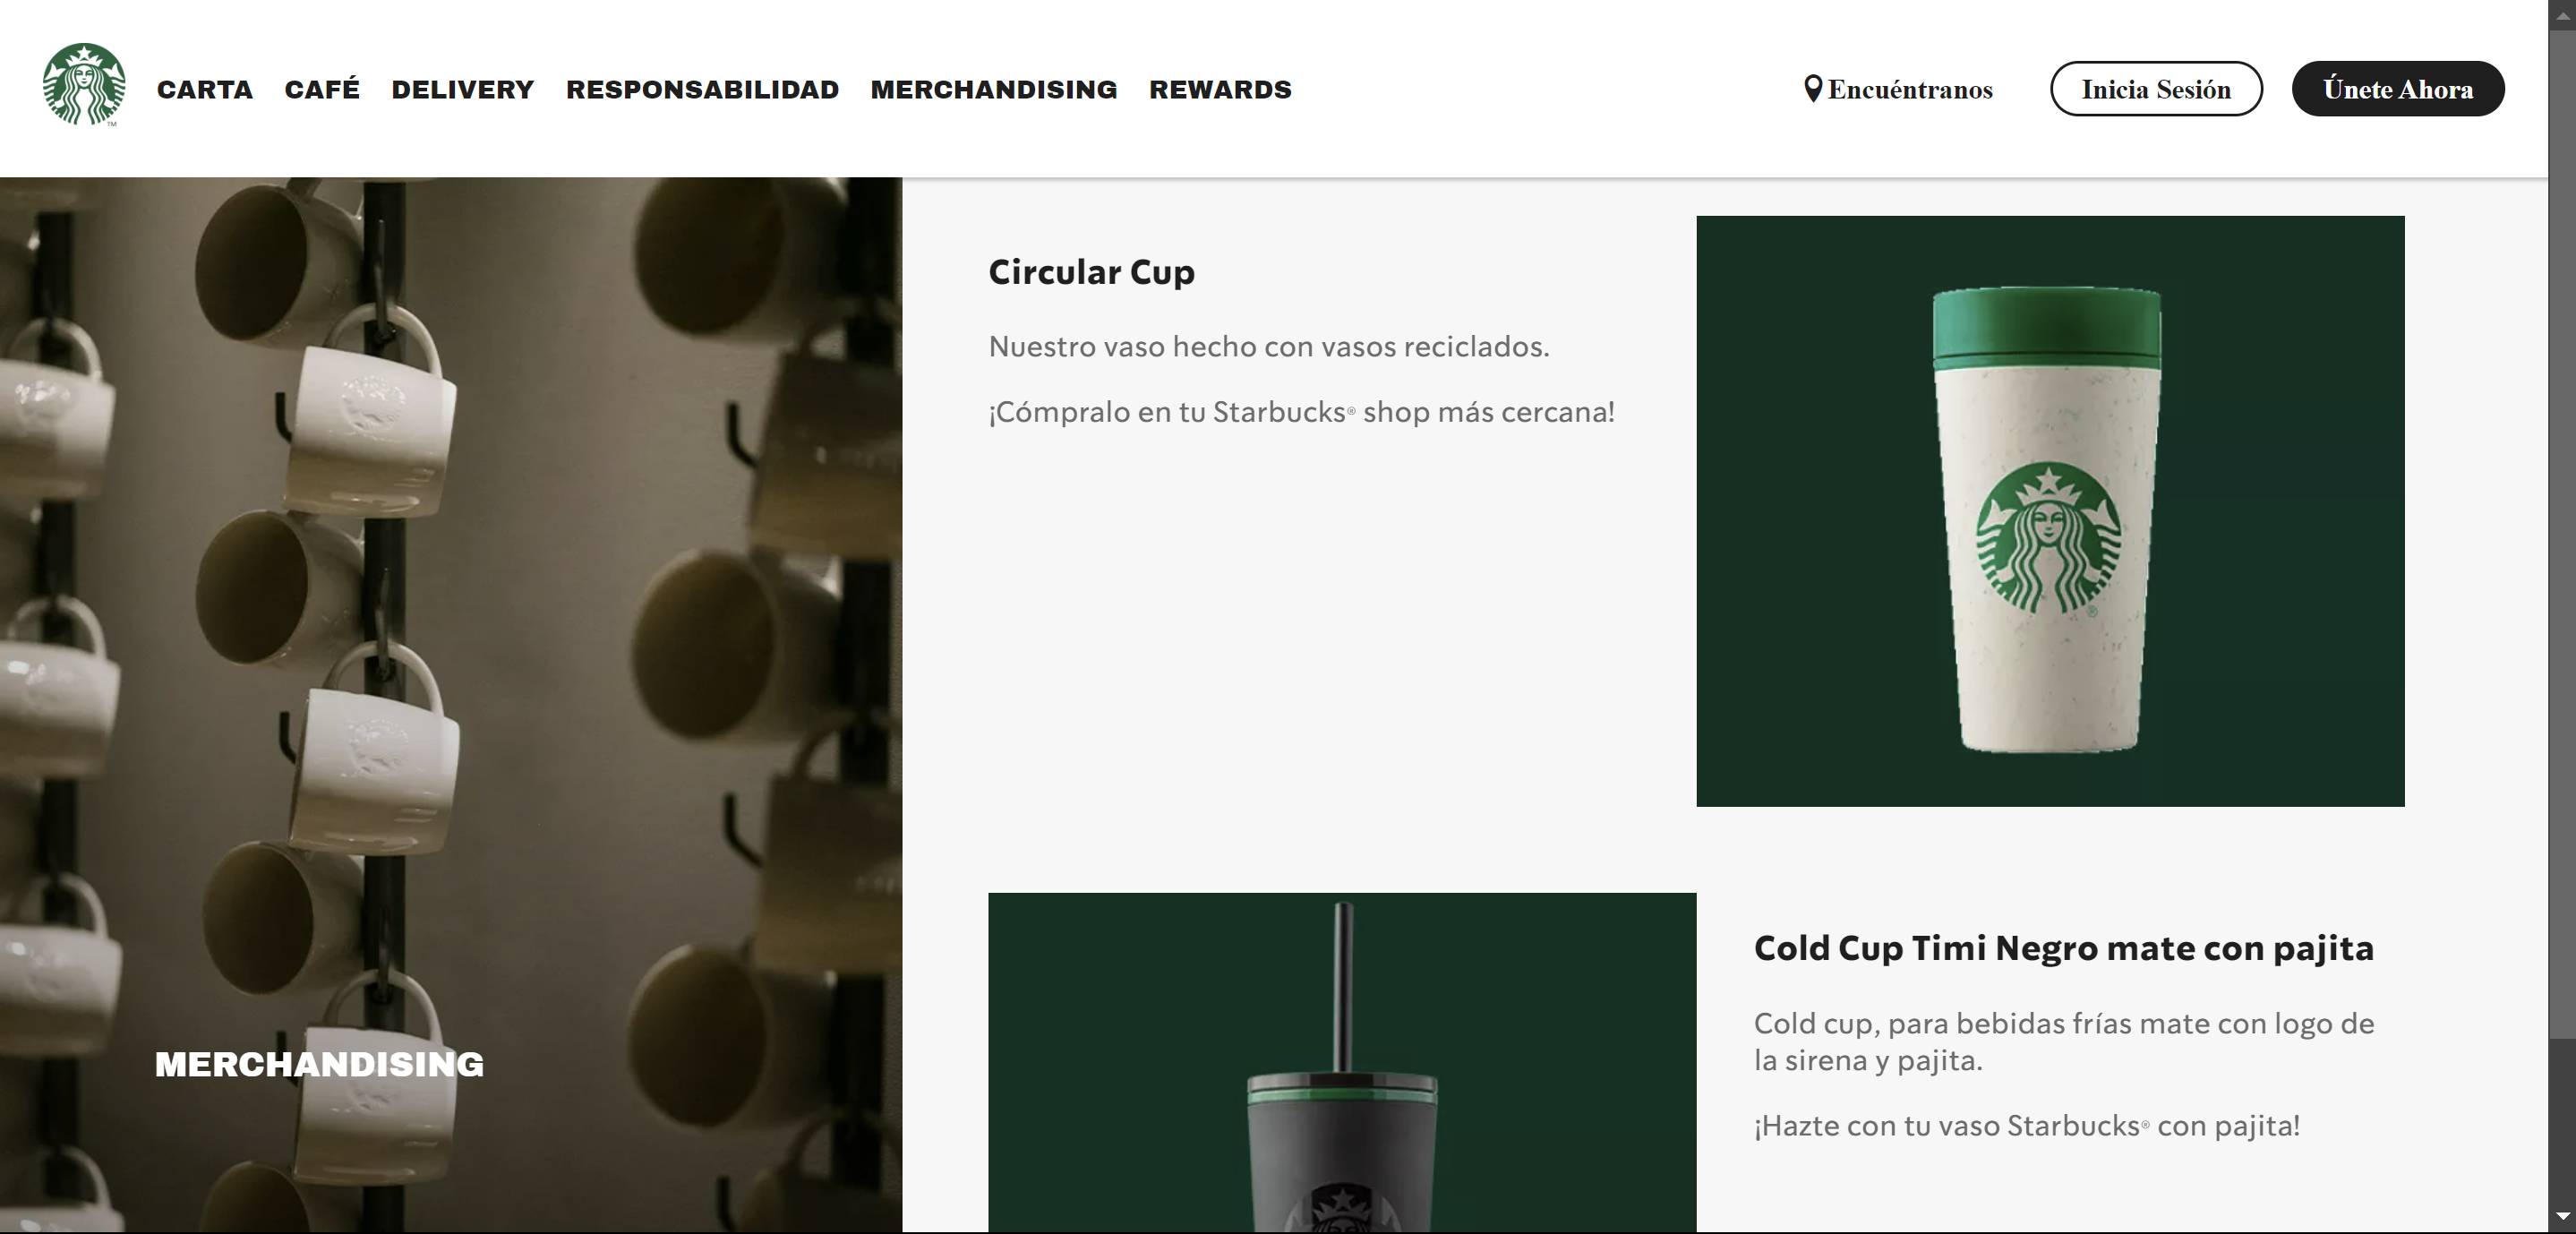 CARTA CAFÉ DELIVERY RESPONSABILIDAD MERCHANDISING REWARDS Encuéntranos Inicia Sesión Únete Ahora
TM
MERCHANDISING
Circular Cup
Nuestro vaso hecho con vasos reciclados.
¡Cómpralo en tu Starbucks® shop más cercana!
®
Cold Cup Timi Negro mate con pajita
Cold cup, para bebidas frías mate con logo de
la sirena y pajita.
¡Hazte con tu vaso Starbucks® con pajita!